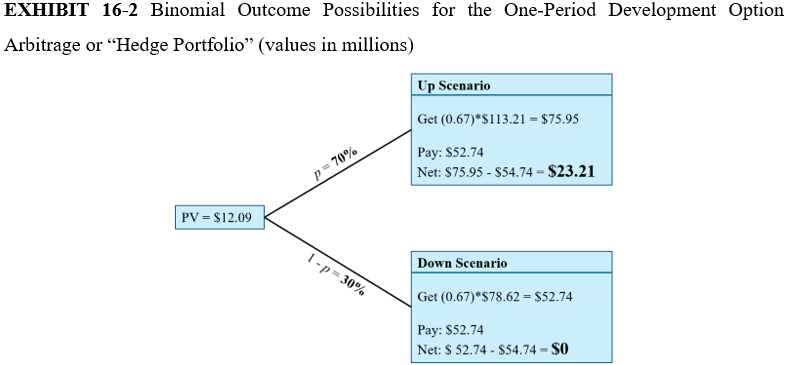 EXHIBIT 16-2 Binomial Outcome Possibilities for the One-Period Development Option
Arbitrage or “Hedge Portfolio” (values in millions)
Up Scenario
Get (0.67)*$113.21 = $75.95
Pay: $52.74
Net: $75.95 - $54.74 = $23.21
p = 70%
PV = $12.09
1 - p = 30%
Down Scenario
Get (0.67)*$78.62 = $52.74
Pay: $52.74
Net: $ 52.74 - $54.74 = $0